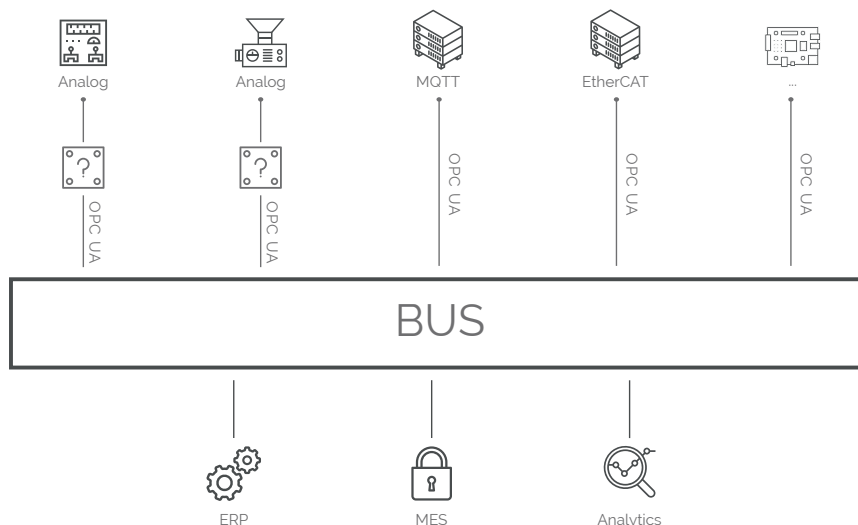 Analog
Analog
MQTT
EtherCAT
...
?
?
OPC UA
OPC UA
OPC UA
OPC UA
OPC UA
BUS
ERP
MES
Analytics